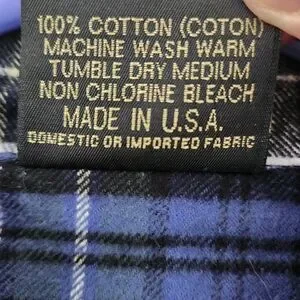 100% COTTON (COTON)
MACHINE WASH WARM
TUMBLE DRY MEDIUM
NON CHLORINE BLEACH
MADE IN U.S.A.
DOMESTIC OR IMPORTED FABRIC